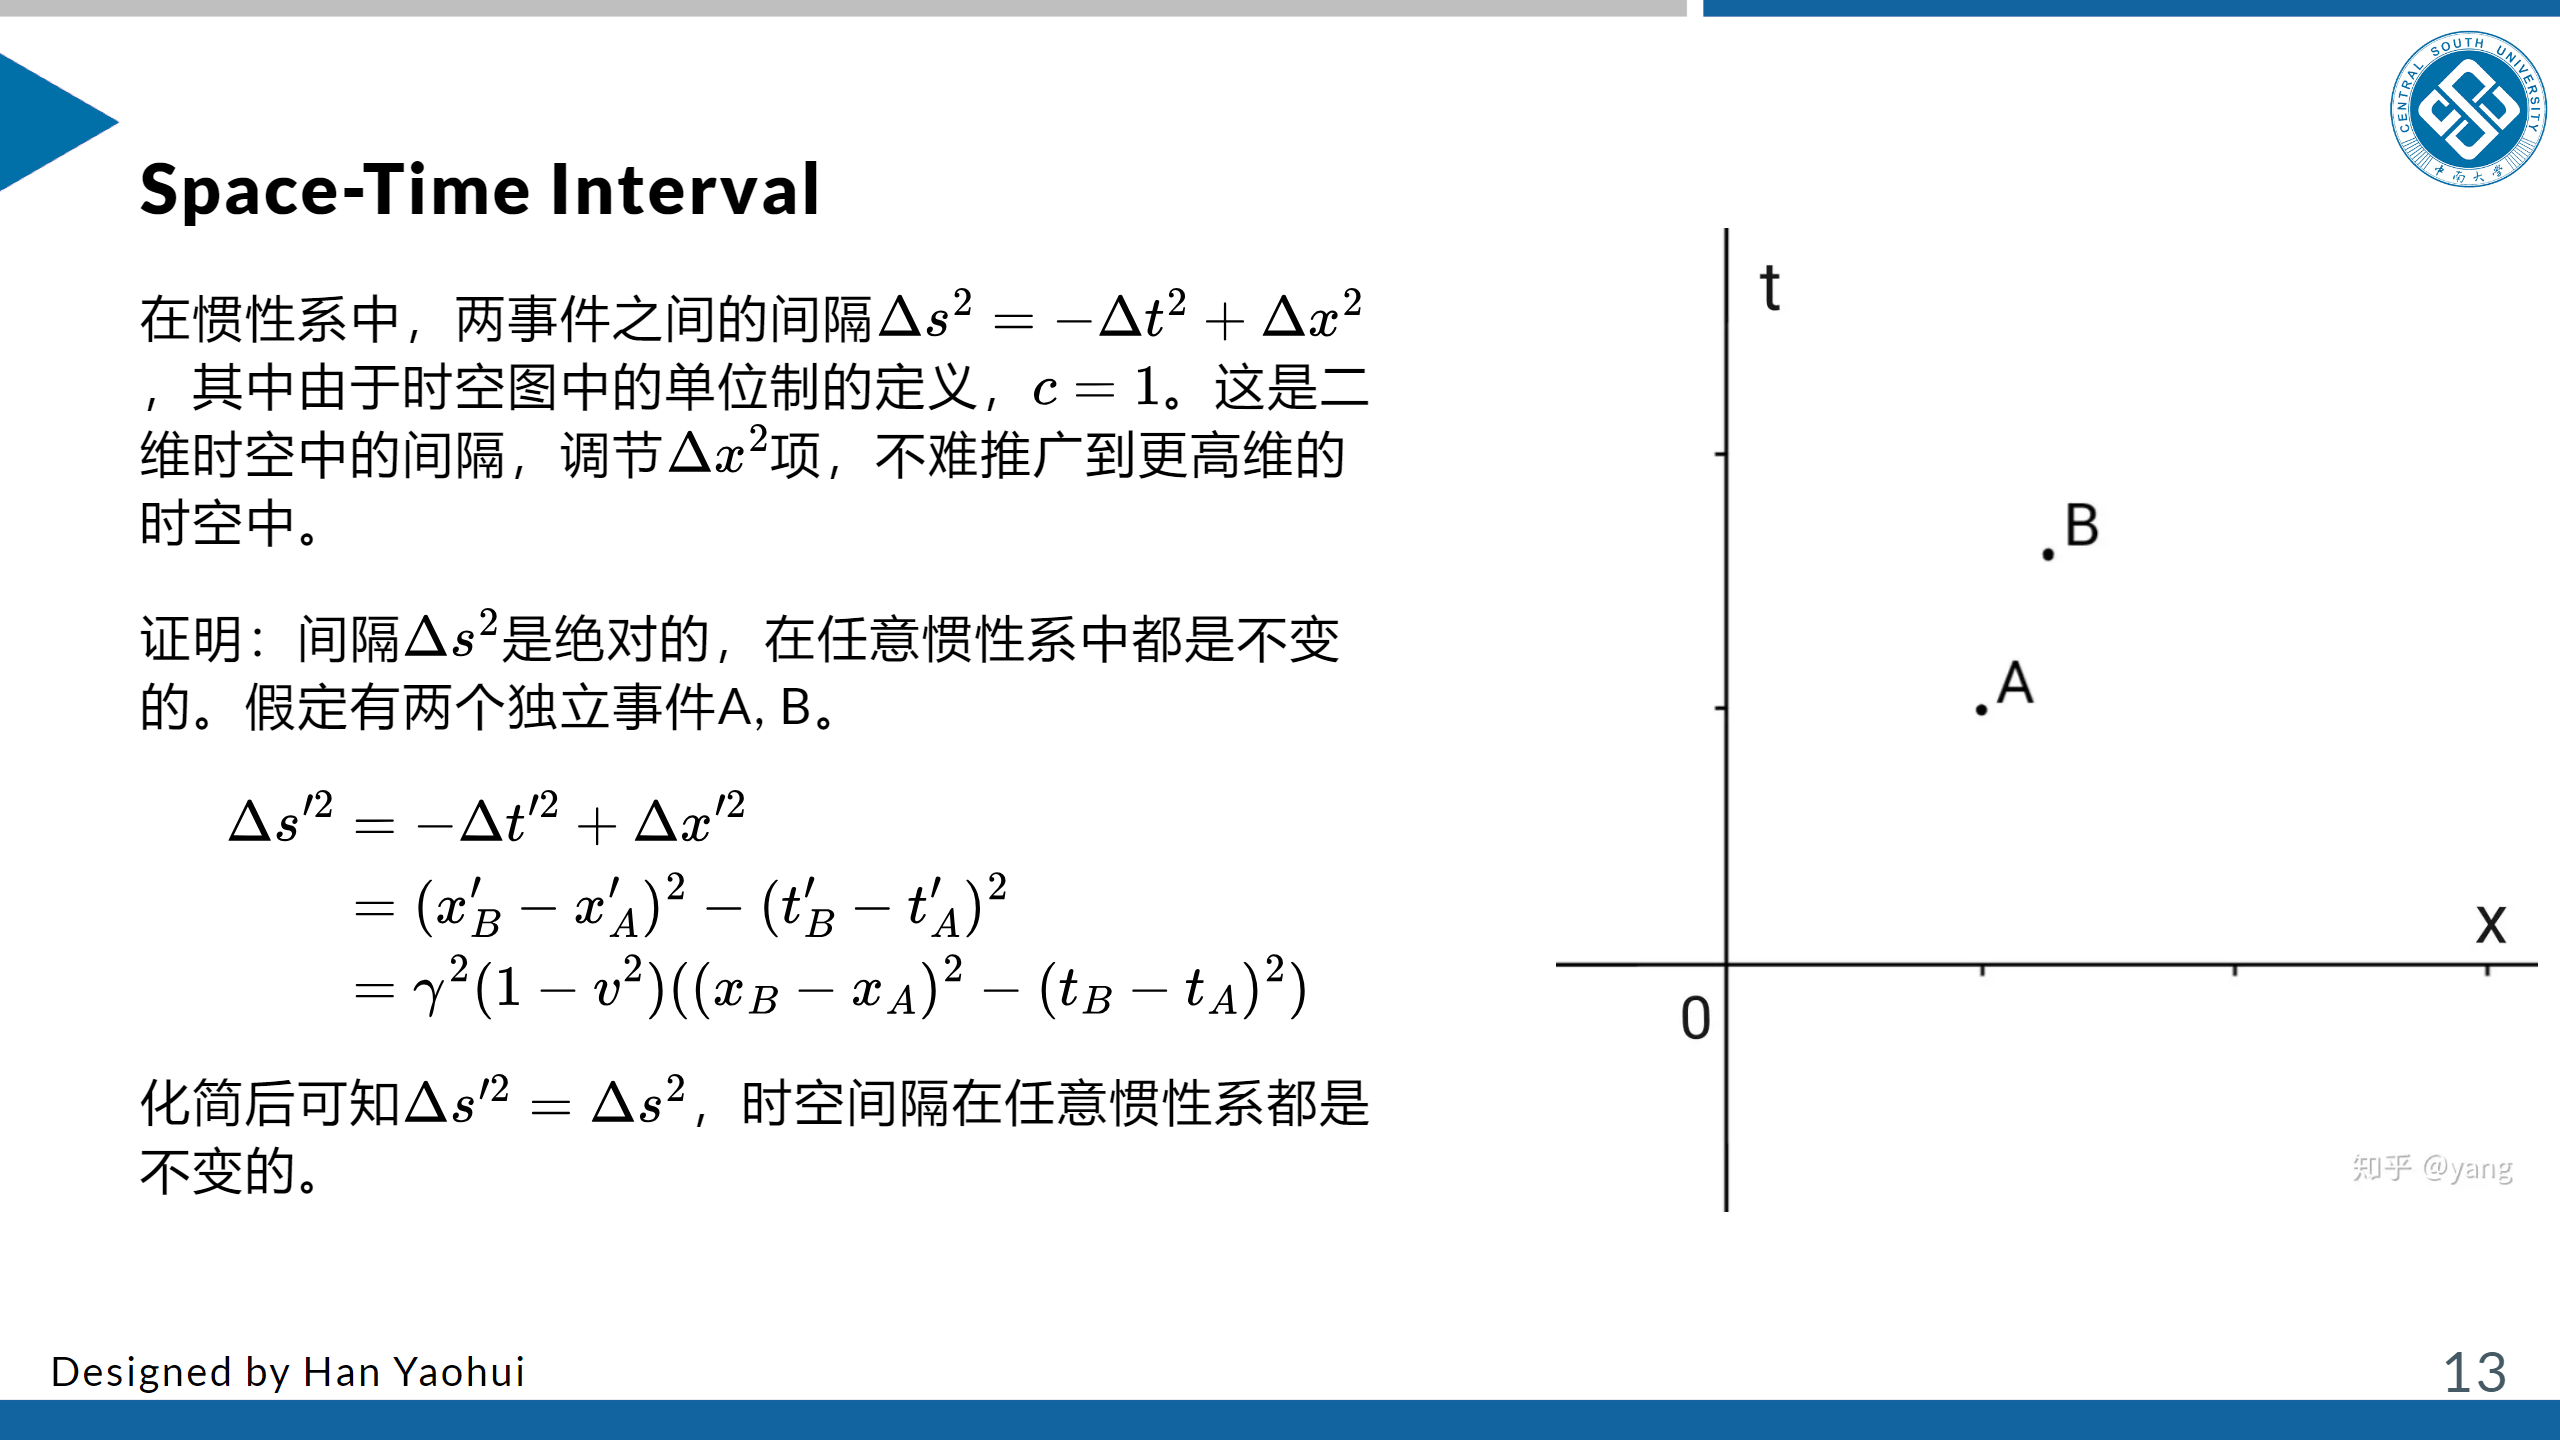 CENTRAL SOUTH UNIVERSITY
中南大学
Space-Time Interval
在惯性系中，两事件之间的间隔Δs² = −Δt² + Δx²
，其中由于时空图中的单位制的定义，c = 1。这是二
维时空中的间隔，调节Δx²项，不难推广到更高维的
时空中。
证明：间隔Δs²是绝对的，在任意惯性系中都是不变
的。假定有两个独立事件A, B。
Δs′² = −Δt′² + Δx′²
= (x′_B − x′_A)² − (t′_B − t′_A)²
= γ²(1 − v²)((x_B − x_A)² − (t_B − t_A)²)
化简后可知Δs′² = Δs²，时空间隔在任意惯性系都是
不变的。
t
B
A
x
0
知乎 @yang
Designed by Han Yaohui
13